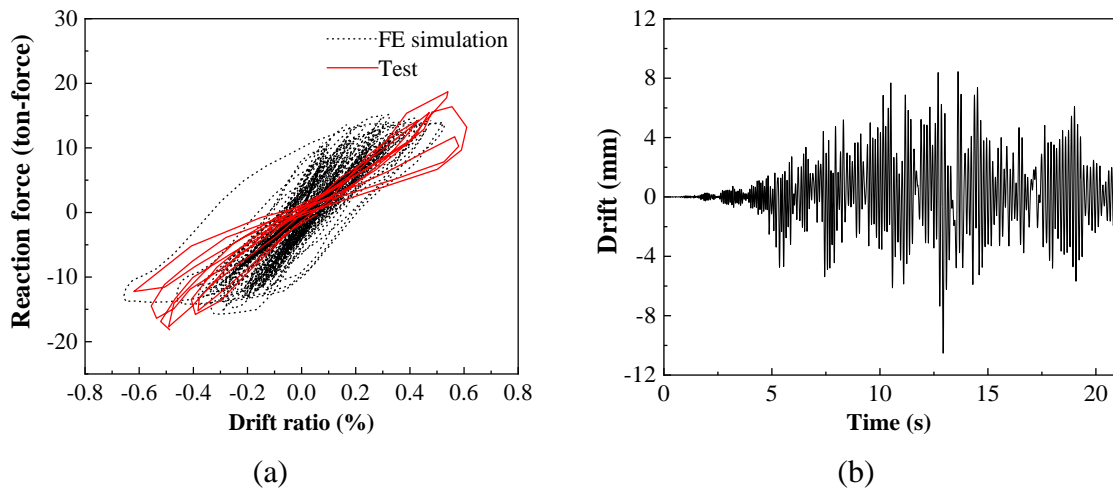 30
20
10
0
-10
-20
Reaction force (ton-force)
FE simulation
Test
-0.8 -0.6 -0.4 -0.2 0.0 0.2 0.4 0.6 0.8
Drift ratio (%)
(a)
12
8
4
0
-4
-8
-12
Drift (mm)
0 5 10 15 20
Time (s)
(b)